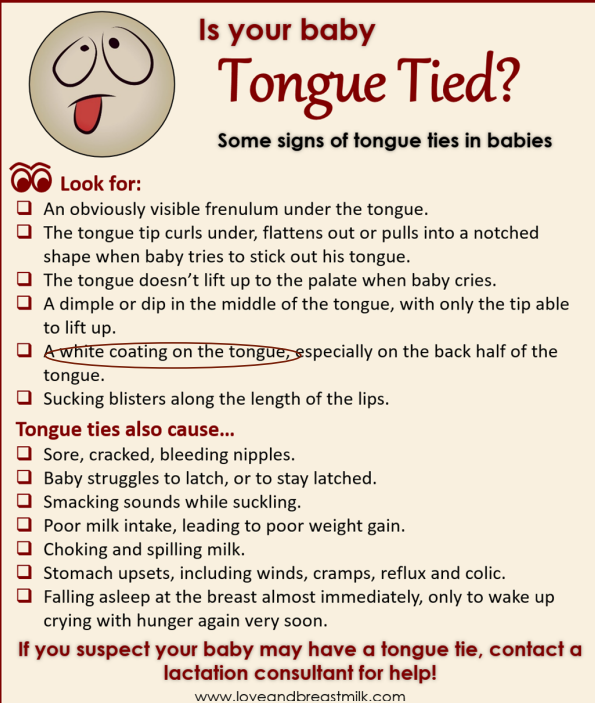 Is your baby
Tongue Tied?
Some signs of tongue ties in babies
Look for:
An obviously visible frenulum under the tongue.
The tongue tip curls under, flattens out or pulls into a notched
shape when baby tries to stick out his tongue.
The tongue doesn’t lift up to the palate when baby cries.
A dimple or dip in the middle of the tongue, with only the tip able
to lift up.
A white coating on the tongue, especially on the back half of the
tongue.
Sucking blisters along the length of the lips.
Tongue ties also cause...
Sore, cracked, bleeding nipples.
Baby struggles to latch, or to stay latched.
Smacking sounds while suckling.
Poor milk intake, leading to poor weight gain.
Choking and spilling milk.
Stomach upsets, including winds, cramps, reflux and colic.
Falling asleep at the breast almost immediately, only to wake up
crying with hunger again very soon.
If you suspect your baby may have a tongue tie, contact a
lactation consultant for help!
www.loveandbreastmilk.com